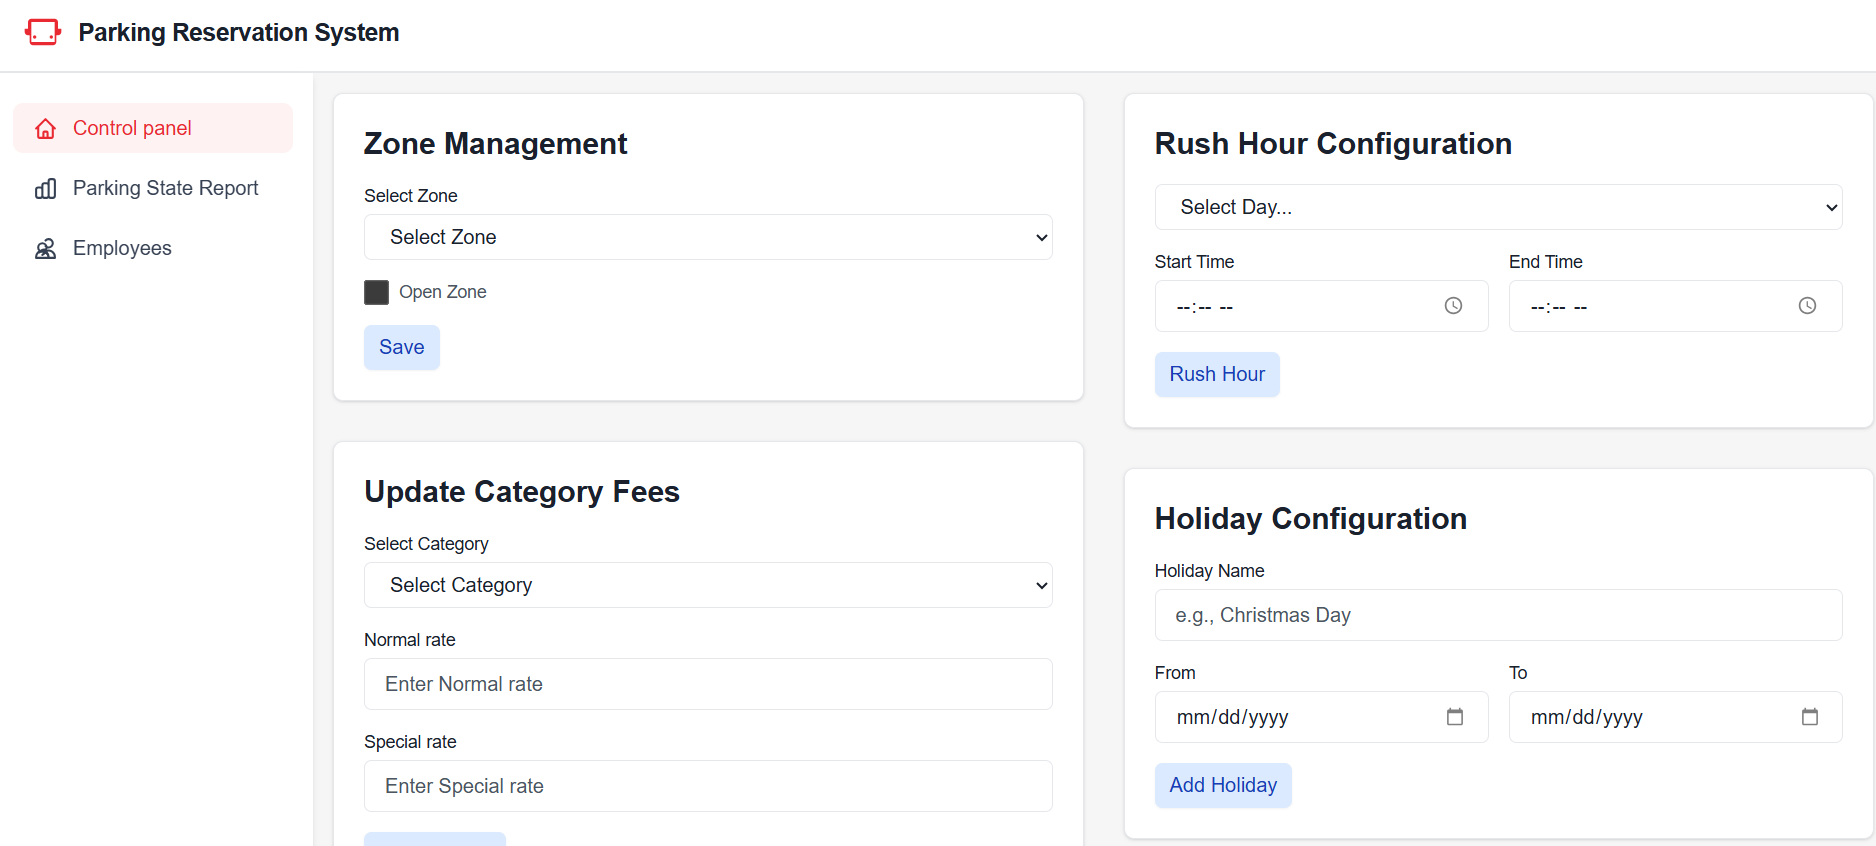 Parking Reservation System
Control panel
Parking State Report
Employees
Zone Management
Select Zone
Select Zone
Open Zone
Save
Update Category Fees
Select Category
Select Category
Normal rate
Enter Normal rate
Special rate
Enter Special rate
Rush Hour Configuration
Select Day...
Start Time End Time
--:-- -- --:-- --
Rush Hour
Holiday Configuration
Holiday Name
e.g., Christmas Day
From To
mm/dd/yyyy mm/dd/yyyy
Add Holiday